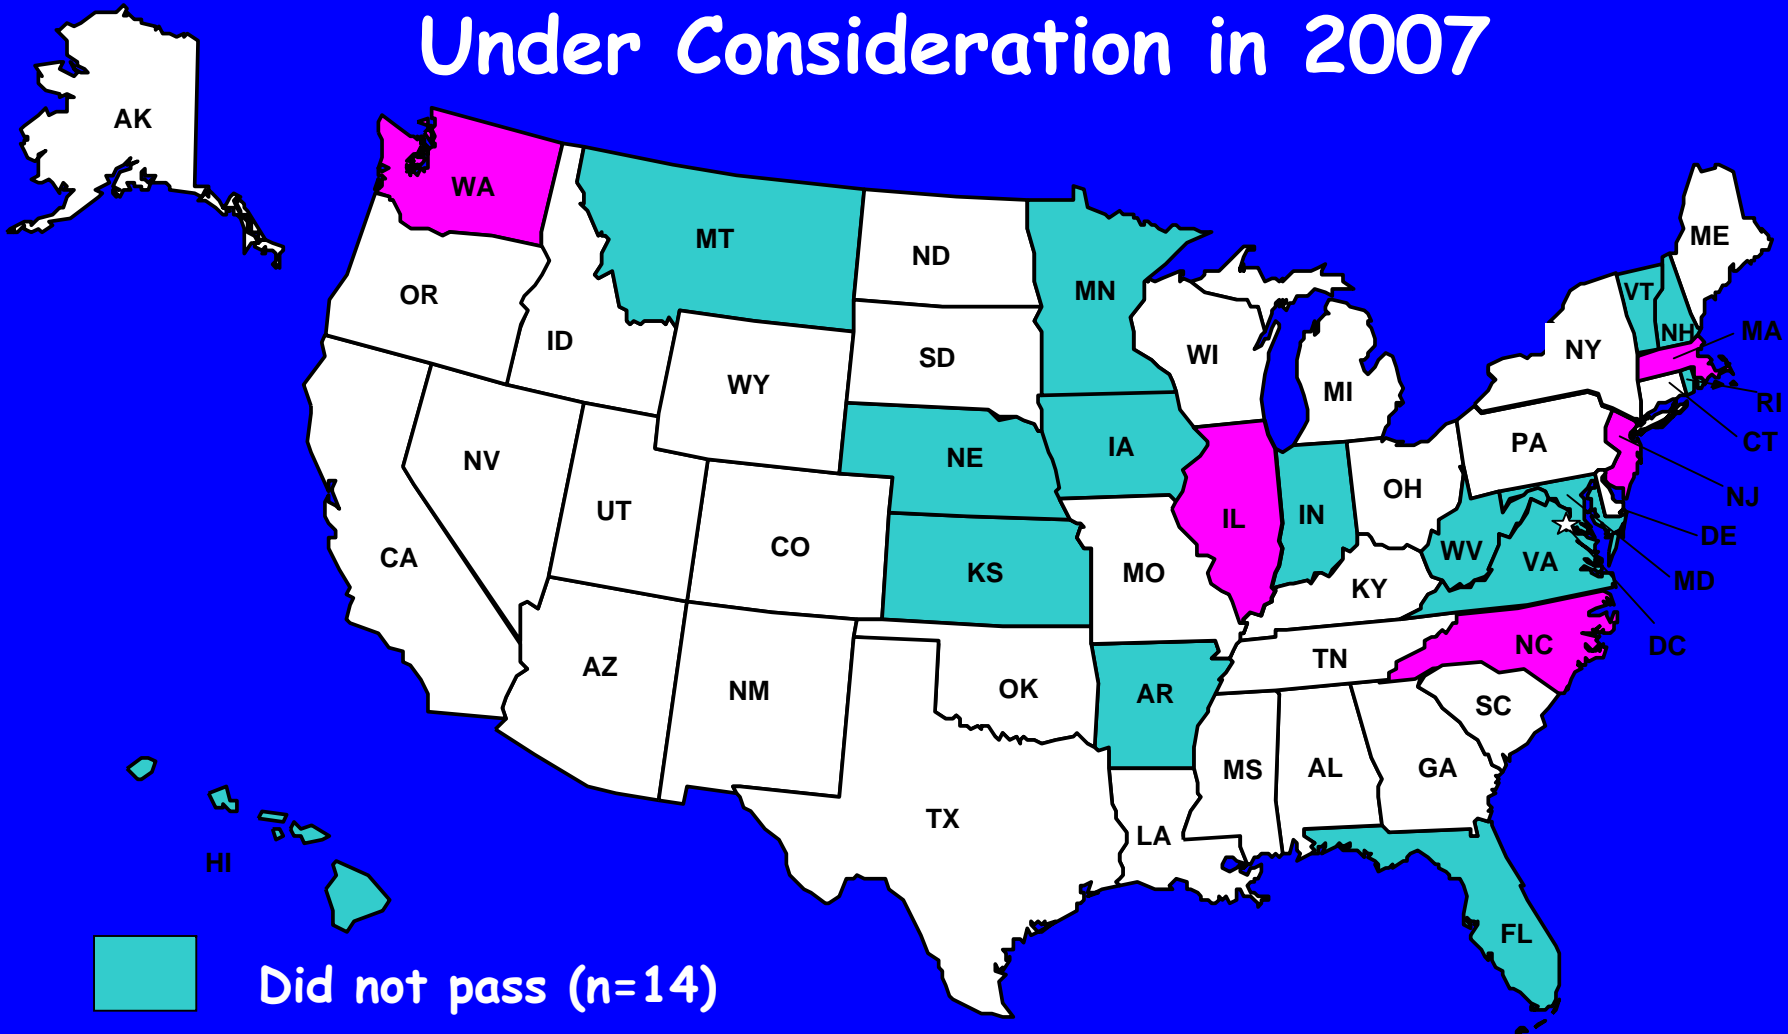 Under Consideration in 2007
AK
WA
MT
ND
MN
ME
OR
ID
SD
WI
VT
NH
MA
NY
WY
MI
RI
CT
NV
NE
IA
PA
NJ
UT
IL
IN
OH
DE
CA
CO
KS
MO
WV
VA
MD
KY
DC
AZ
NM
OK
AR
TN
NC
SC
TX
LA
MS
AL
GA
HI
FL
Did not pass (n=14)